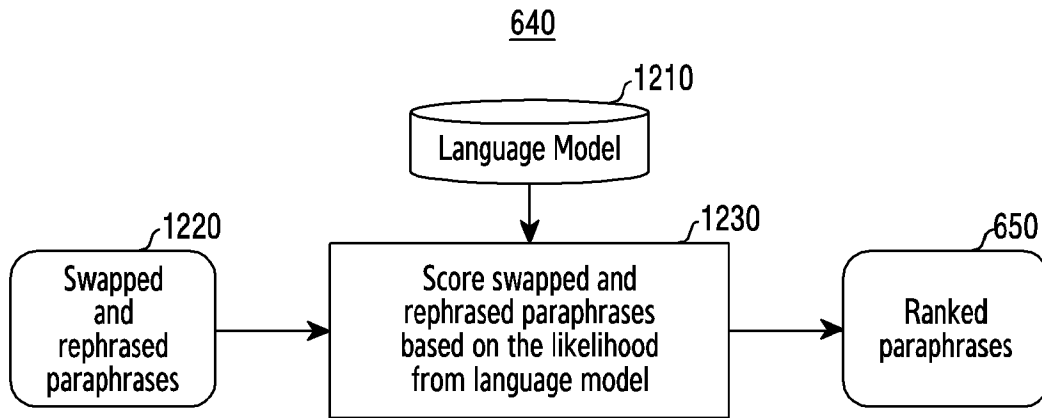 640
1210
Language Model
1220
Swapped
and
rephrased
paraphrases
1230
Score swapped and
rephrased paraphrases
based on the likelihood
from language model
650
Ranked
paraphrases